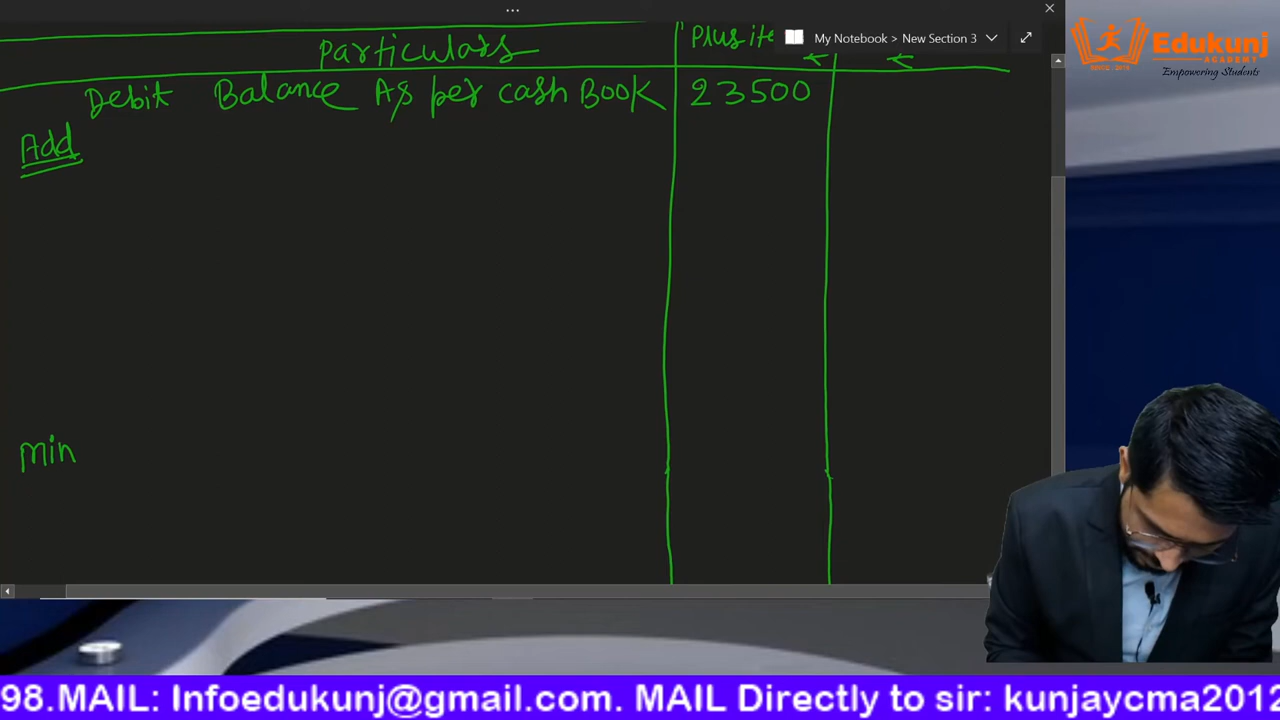 ...
My Notebook > New Section 3
Plus ite
Particulars
Debit Balance As per cash Book 23500
Add
min
Edukunj
ACADEMY
Empowering Students
98.MAIL: Infoedukunj@gmail.com. MAIL Directly to sir: kunjaycma2012